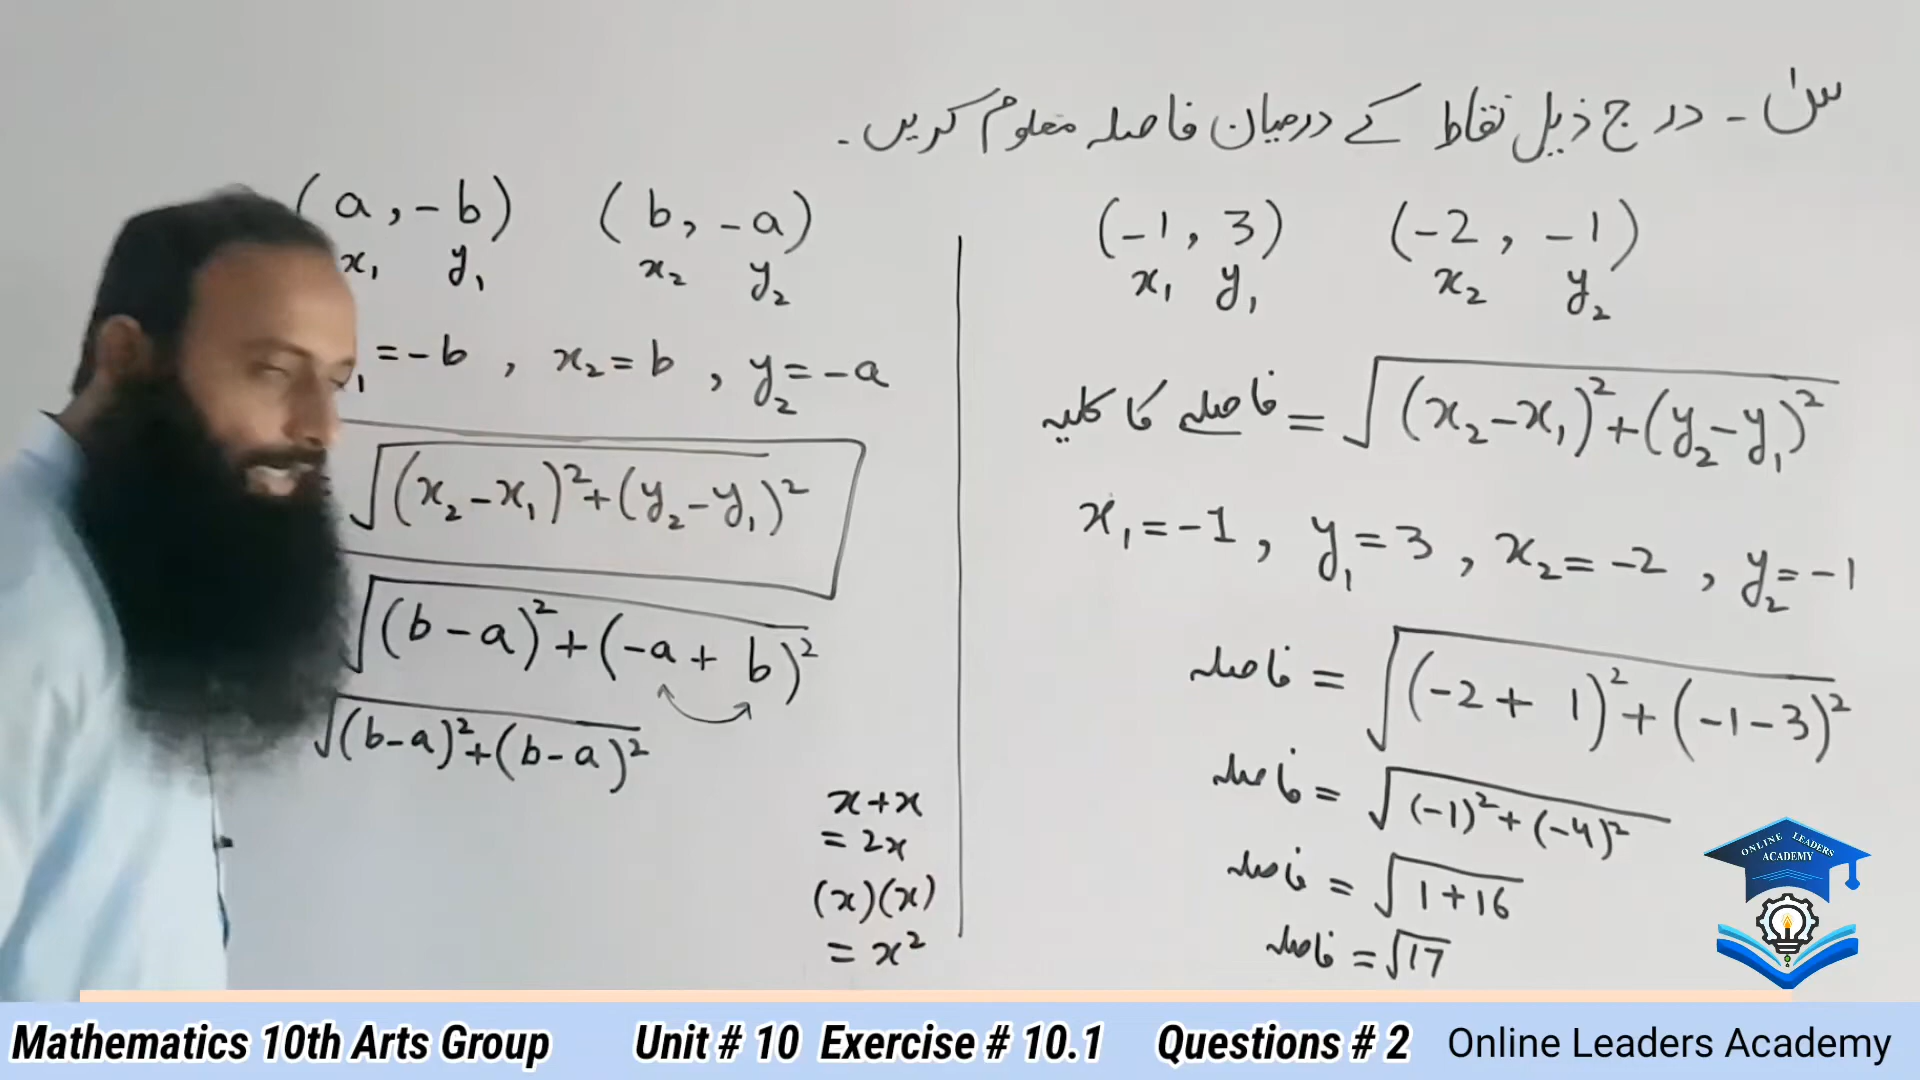 س۱ - درج ذیل نقاط کے درمیان فاصلہ معلوم کریں۔
(-1, 3) (-2, -1)
x₁ y₁ x₂ y₂
فاصلے کا کلیہ = √(x₂-x₁)²+(y₂-y₁)²
x₁=-1, y₁=3, x₂=-2, y₂=-1
فاصلہ = √(-2+1)²+(-1-3)²
فاصلہ = √(-1)²+(-4)²
فاصلہ = √1+16
فاصلہ = √17
(a, -b) (b, -a)
x₁ y₁ x₂ y₂
₁=-b, x₂=b, y₂=-a
√(x₂-x₁)²+(y₂-y₁)²
√(b-a)²+(-a+b)²
√(b-a)²+(b-a)²
x+x
= 2x
(x)(x)
= x²
ONLINE LEADERS
ACADEMY
Mathematics 10th Arts Group Unit # 10 Exercise # 10.1 Questions # 2 Online Leaders Academy